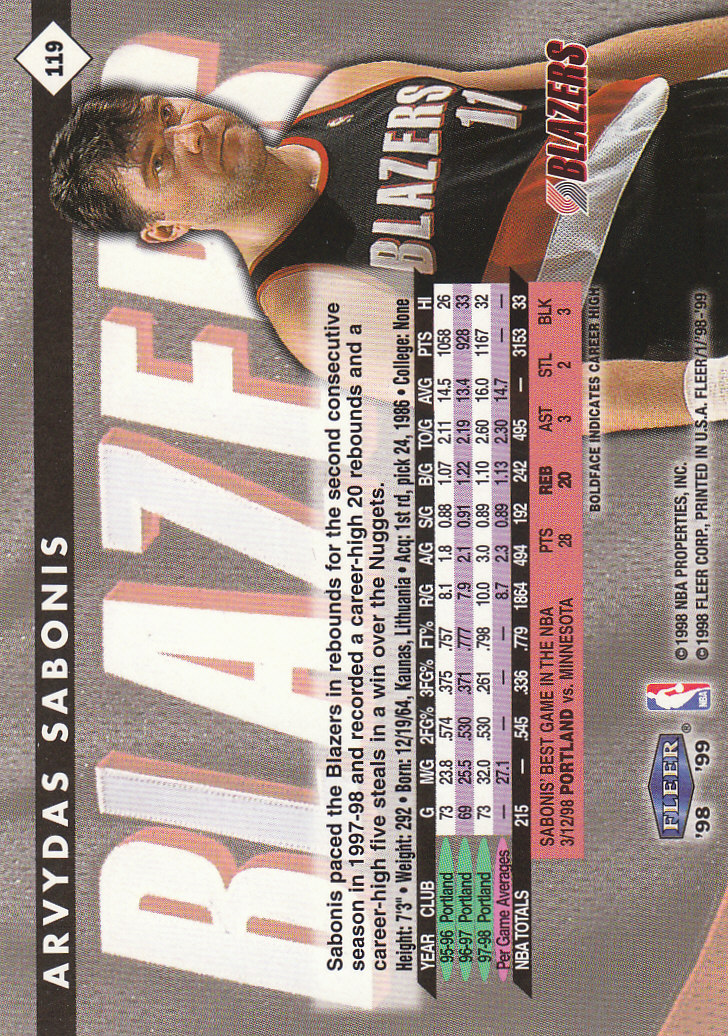 ARVYDAS SABONIS
119
BLAZERS
BLAZERS
11
BLAZERS
Sabonis paced the Blazers in rebounds for the second consecutive
season in 1997-98 and recorded a career-high 20 rebounds and a
career-high five steals in a win over the Nuggets.
Height: 7'3" • Weight: 292 • Born: 12/19/64, Kaunas, Lithuania • Acq: 1st rd, pick 24, 1986 • College: None
YEAR CLUB G M/G 2FG% 3FG% FT% R/G A/G S/G B/G TO/G AVG PTS HI
95-96 Portland 73 23.8 .574 .375 .757 8.1 1.8 0.88 1.07 2.11 14.5 1058 26
96-97 Portland 69 25.5 .530 .371 .777 7.9 2.1 0.91 1.22 2.19 13.4 928 33
97-98 Portland 73 32.0 .530 .261 .798 10.0 3.0 0.89 1.10 2.60 16.0 1167 32
Per Game Averages — 27.1 — — — 8.7 2.3 0.89 1.13 2.30 14.7 — —
NBA TOTALS 215 — .545 .336 .779 1864 494 192 242 495 — 3153 33
SABONIS' BEST GAME IN THE NBA PTS REB AST STL BLK
3/12/98 PORTLAND vs. MINNESOTA 28 20 3 2 3
BOLDFACE INDICATES CAREER HIGH
FLEER ®
'98 '99
NBA
© 1998 NBA PROPERTIES, INC.
© 1998 FLEER CORP., PRINTED IN U.S.A. FLEER/1/'98-'99